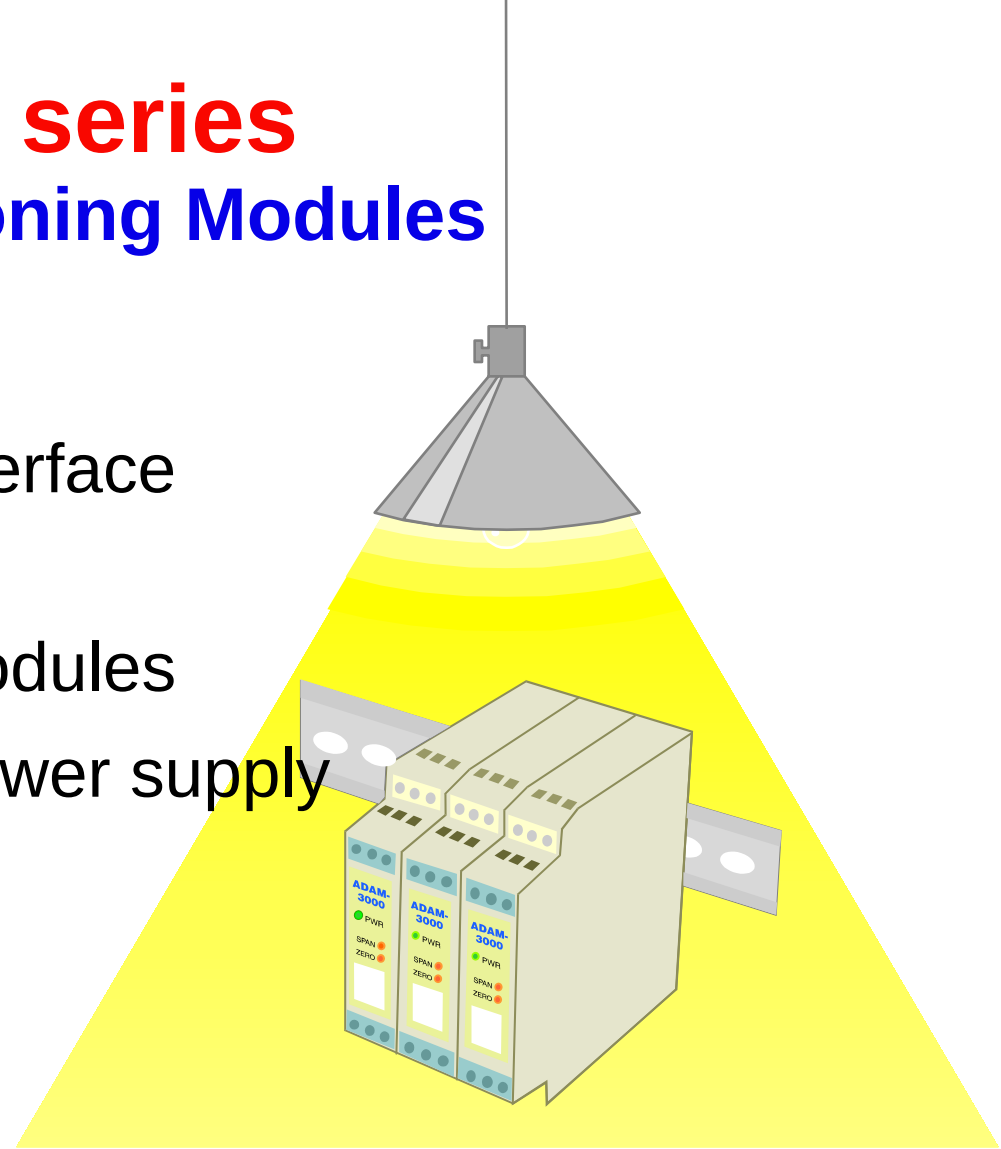 series
oning Modules
erface
odules
wer supply
ADAM-
3000
PWR
SPAN
ZERO
ADAM-
3000
PWR
SPAN
ZERO
ADAM-
3000
PWR
SPAN
ZERO